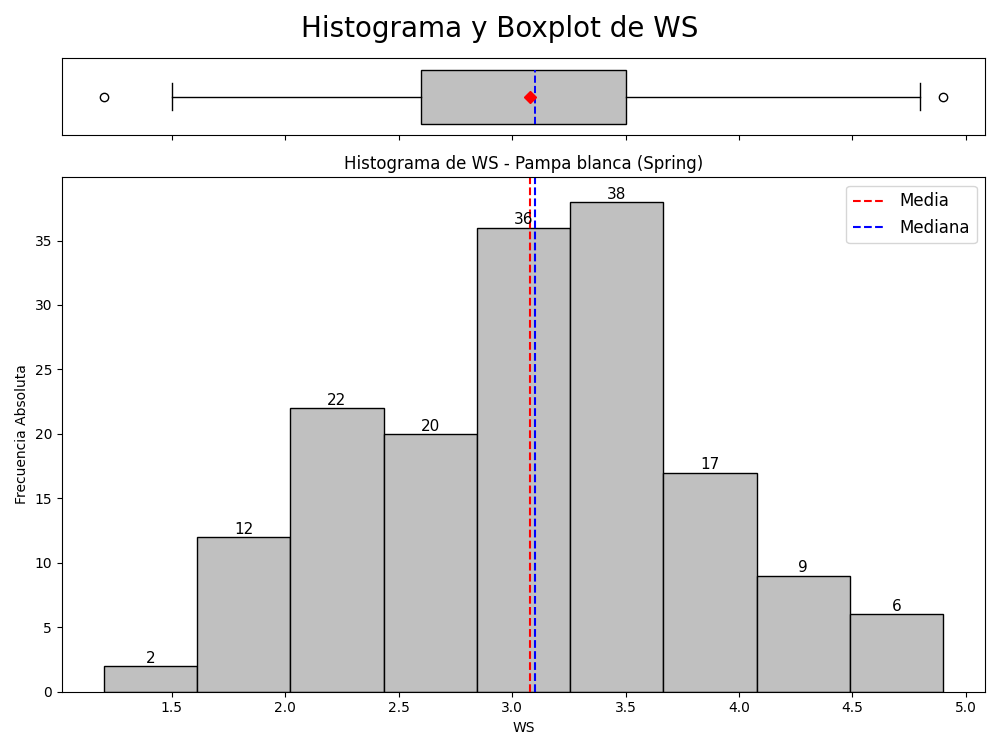 Histograma y Boxplot de WS
Histograma de WS - Pampa blanca (Spring)
Media
Mediana
38
36
22
20
17
12
9
6
2
35
30
25
20
15
10
5
0
Frecuencia Absoluta
1.5 2.0 2.5 3.0 3.5 4.0 4.5 5.0
WS